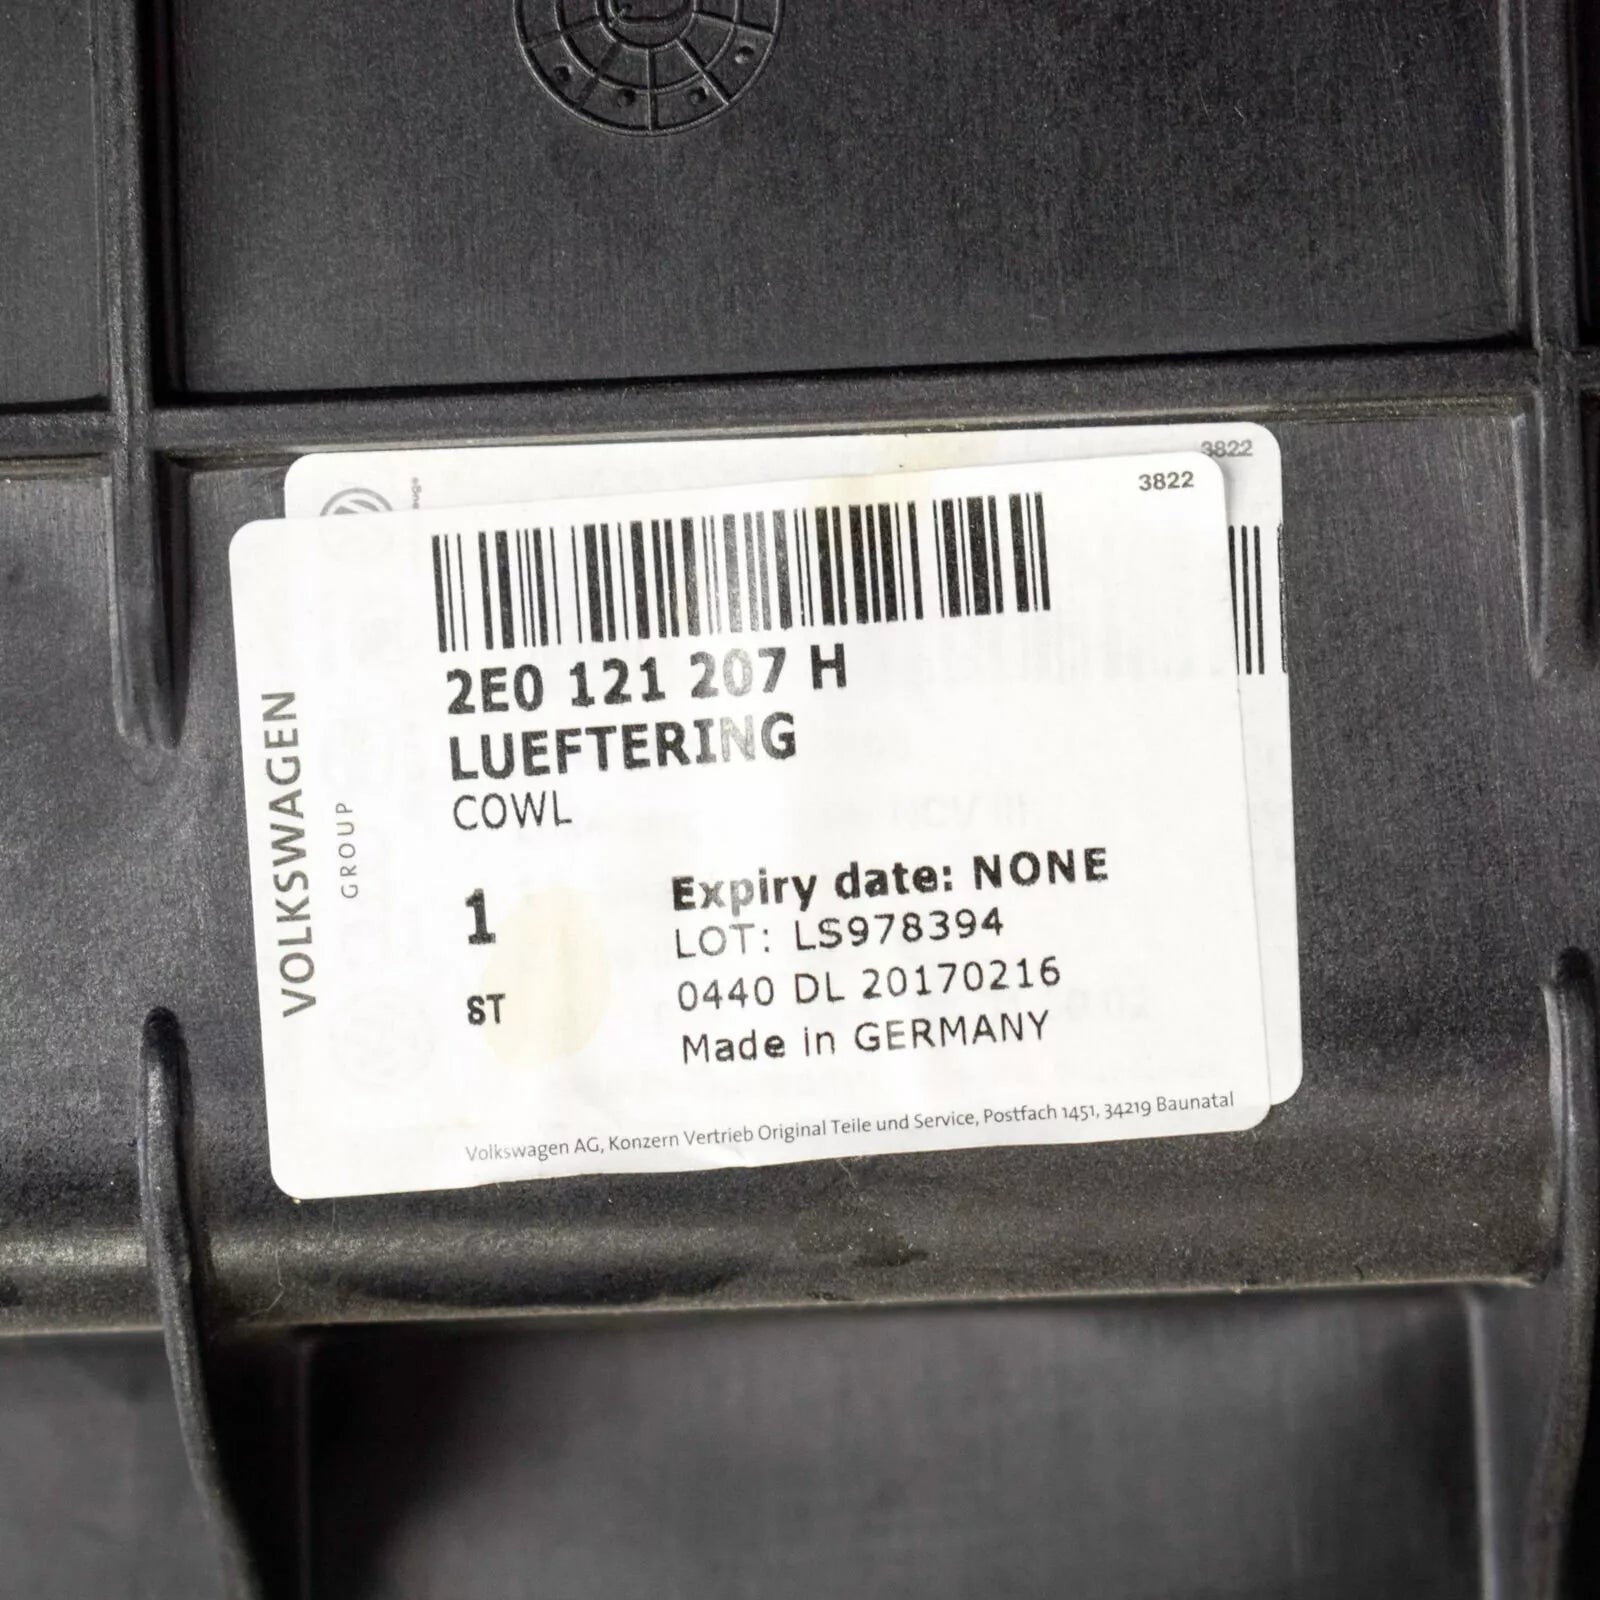 3822
3822
2E0 121 207 H
LUEFTERING
COWL
VOLKSWAGEN
GROUP
1
ST
Expiry date: NONE
LOT: LS978394
0440 DL 20170216
Made in GERMANY
Volkswagen AG, Konzern Vertrieb Original Teile und Service, Postfach 1451, 34219 Baunatal